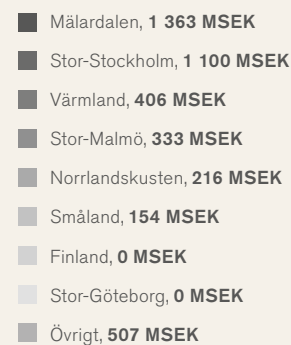 Mälardalen, 1 363 MSEK
Stor-Stockholm, 1 100 MSEK
Värmland, 406 MSEK
Stor-Malmö, 333 MSEK
Norrlandskusten, 216 MSEK
Småland, 154 MSEK
Finland, 0 MSEK
Stor-Göteborg, 0 MSEK
Övrigt, 507 MSEK